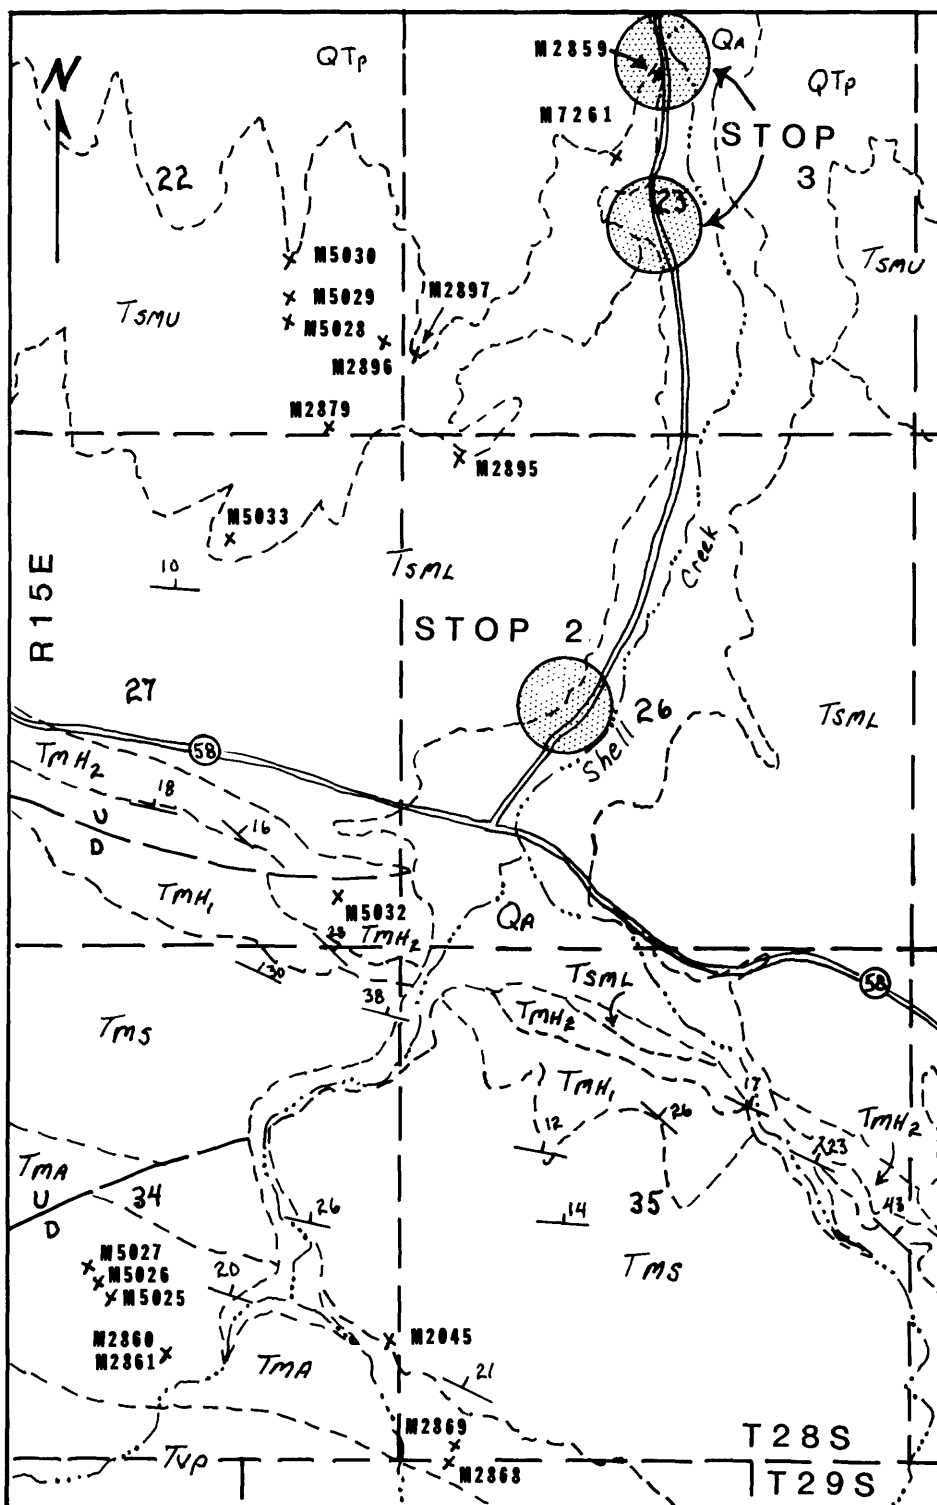 N
QTp
M2859
QA
QTp
M7261
STOP
3
22
23
M5030
TSMU
M5029
M2897
TSMU
M5028
M2896
M2879
M2895
M5033
10
TSML
R15E
Creek
STOP 2
27
26
TSML
58
Shell
TMH2
18
U
D
16
TMH1
M5032
QA
28
TMH2
30
TSML
58
38
TMH2
TMS
TMH1
17
26
TMH2
12
23
TMA
U
D
34
26
14
35
43
M5027
TMS
M5026
20
M5025
M2860
M2861
M2045
TMA
21
M2869
T28S
TVP
M2868
T29S